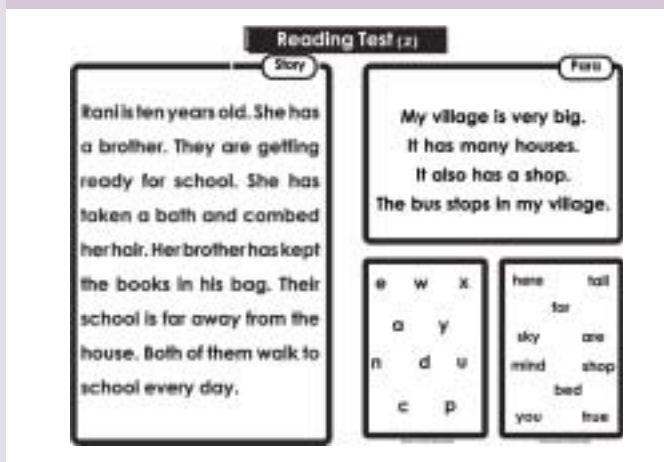 Reading Test (2)
Story
Rani is ten years old. She has
a brother. They are getting
ready for school. She has
taken a bath and combed
her hair. Her brother has kept
the books in his bag. Their
school is far away from the
house. Both of them walk to
school every day.
Para
My village is very big.
It has many houses.
It also has a shop.
The bus stops in my village.
e w x
a y
n d u
c p
here tall
far
sky are
mind shop
bed
you true